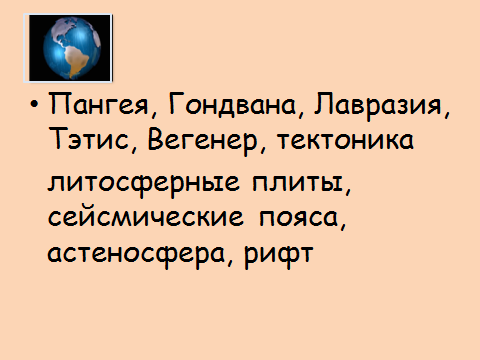 • Пангея, Гондвана, Лавразия,
Тэтис, Вегенер, тектоника
литосферные плиты,
сейсмические пояса,
астеносфера, рифт